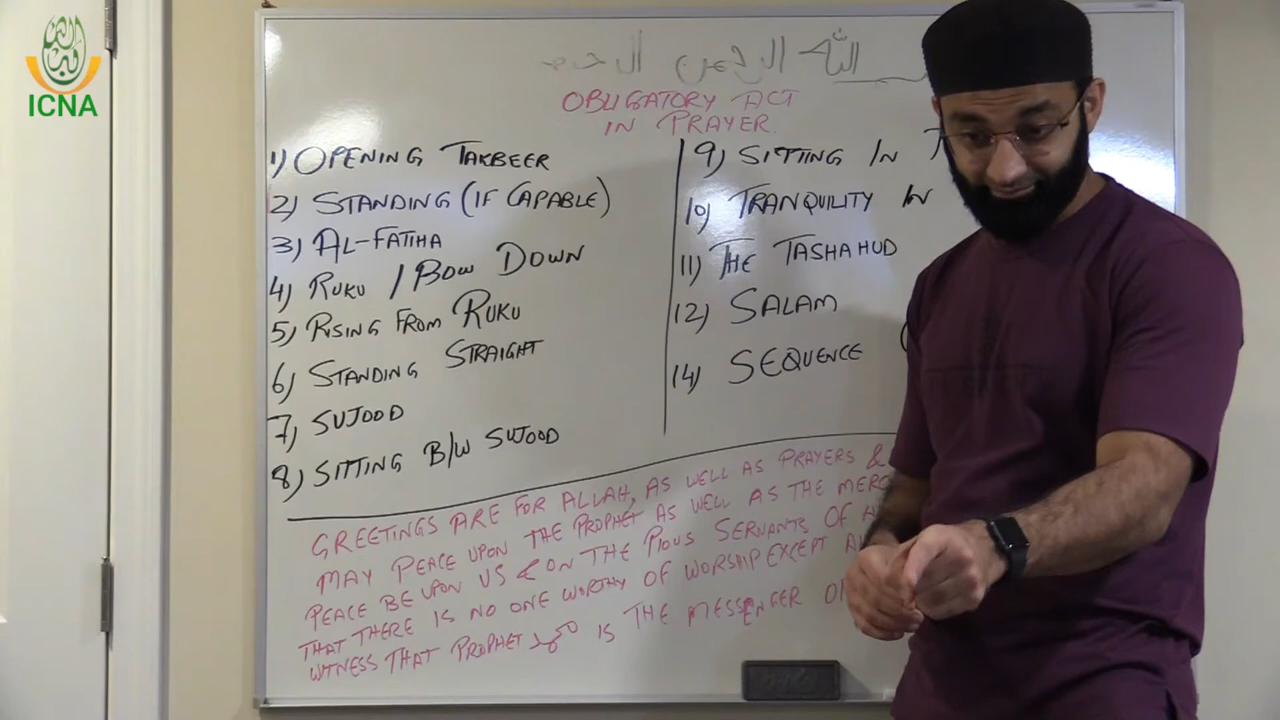 ICNA
الله الرحمن الرحيم
OBLIGATORY ACT
IN PRAYER.
1) OPENING TAKBEER
2) STANDING (IF CAPABLE)
3) AL-FATIHA
4) RUKU / BOW DOWN
5) RISING FROM RUKU
6) STANDING STRAIGHT
7) SUJOOD
8) SITTING B/W SUJOOD
9) SITTING IN
10) TRANQUILITY IN
11) THE TASHAHUD
12) SALAM
14) SEQUENCE
GREETINGS ARE FOR ALLAH, AS WELL AS PRAYERS &
MAY PEACE UPON THE PROPHET AS WELL AS THE MERC
PEACE BE UPON US & ON THE PIOUS SERVANTS OF
THAT THERE IS NO ONE WORTHY OF WORSHIP EXCEPT
WITNESS THAT PROPHET IS THE MESSENGER